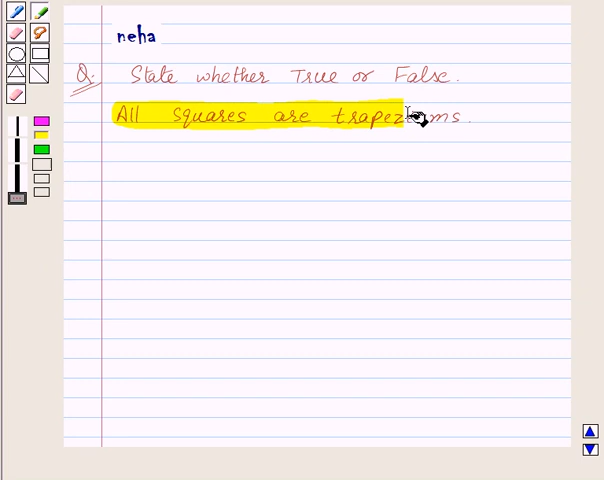 neha
Q. State whether True or False.
All squares are trapeziums.